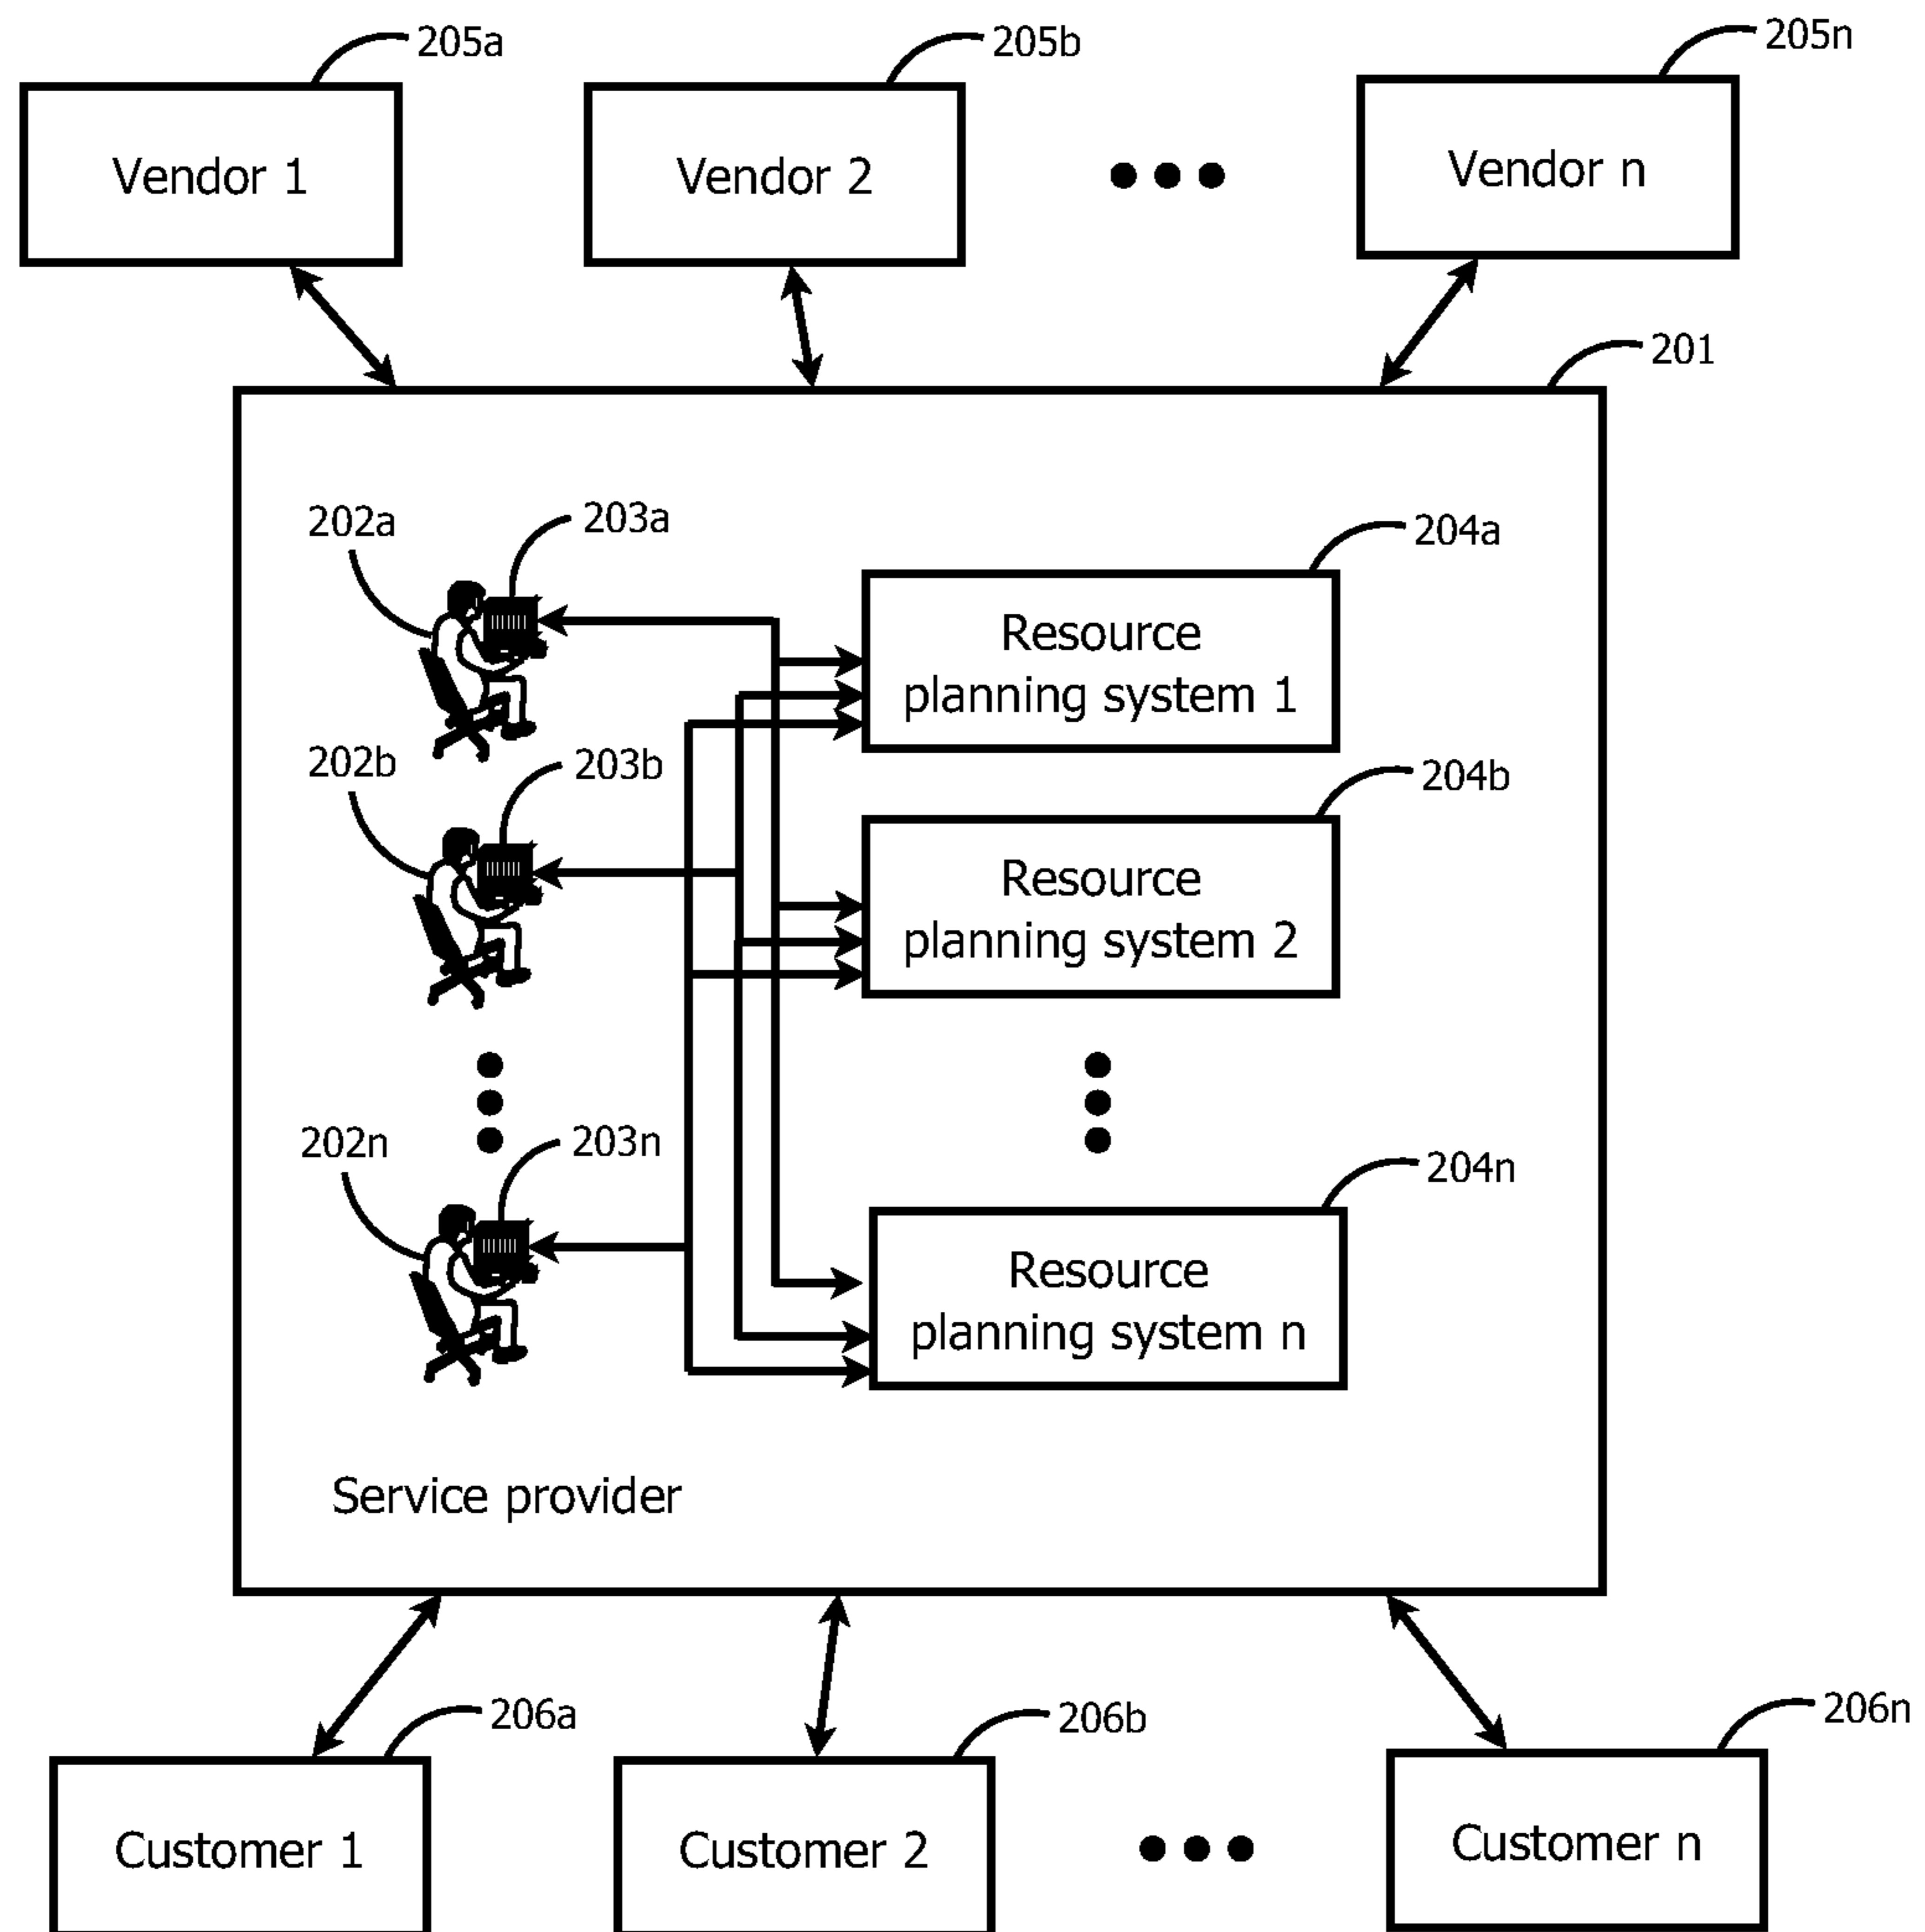 205a
205b
205n
Vendor 1
Vendor 2
Vendor n
201
202a
203a
204a
Resource
planning system 1
202b
203b
204b
Resource
planning system 2
202n
203n
204n
Resource
planning system n
Service provider
206a
206b
206n
Customer 1
Customer 2
Customer n